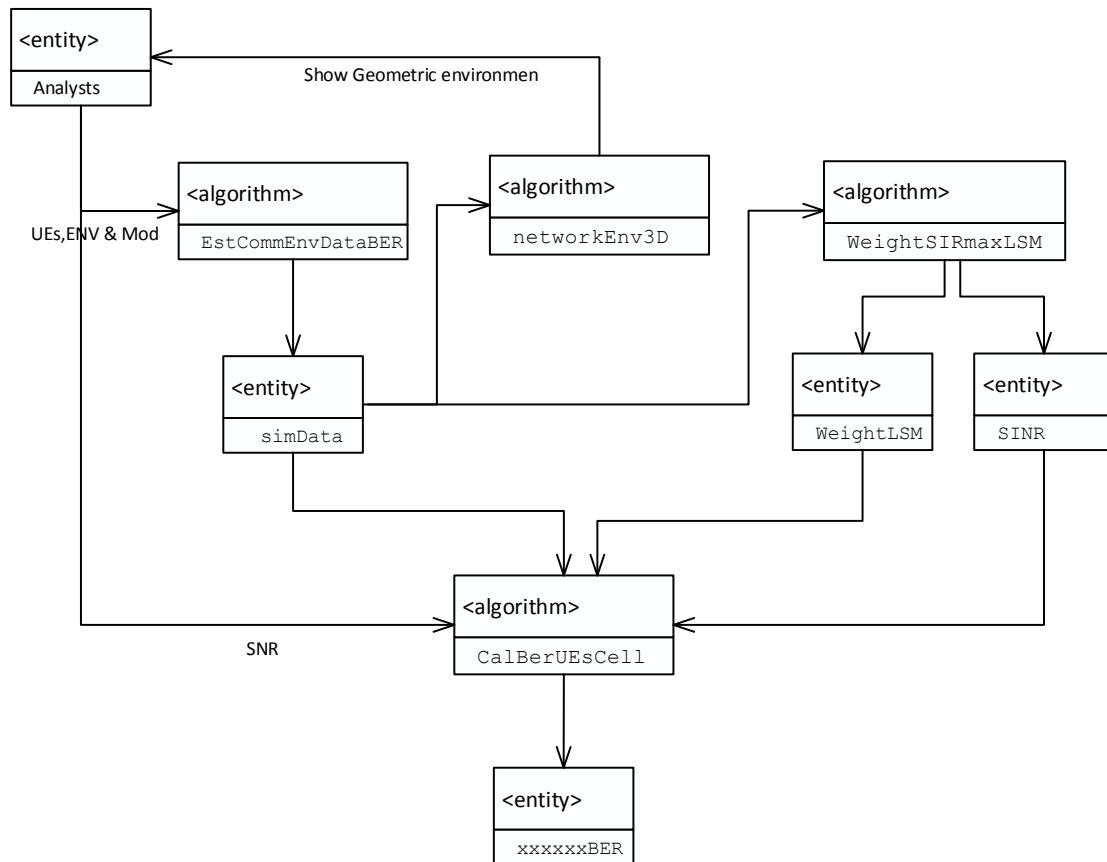 <entity>
Analysts
Show Geometric environmen
<algorithm>
EstCommEnvDataBER
<algorithm>
networkEnv3D
<algorithm>
WeightSIRmaxLSM
UEs,ENV & Mod
<entity>
simData
<entity>
WeightLSM
<entity>
SINR
<algorithm>
CalBerUEsCell
SNR
<entity>
xxxxxxBER